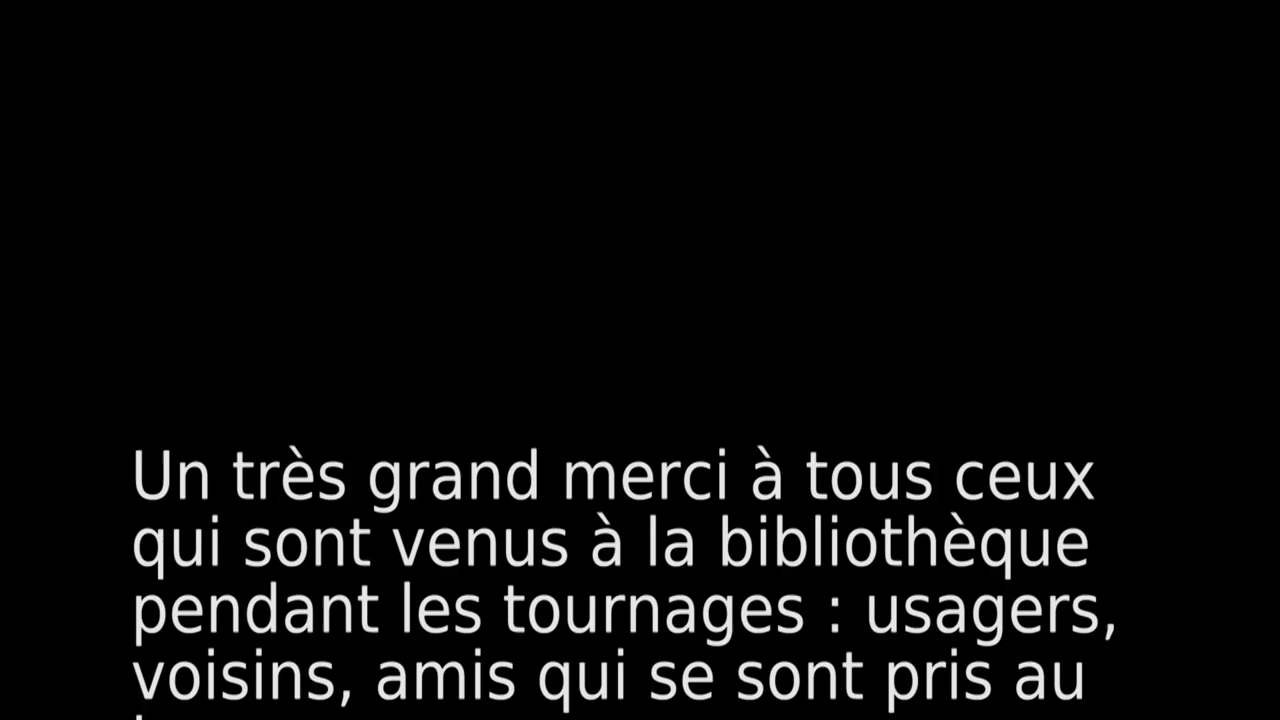 Un très grand merci à tous ceux
qui sont venus à la bibliothèque
pendant les tournages : usagers,
voisins, amis qui se sont pris au